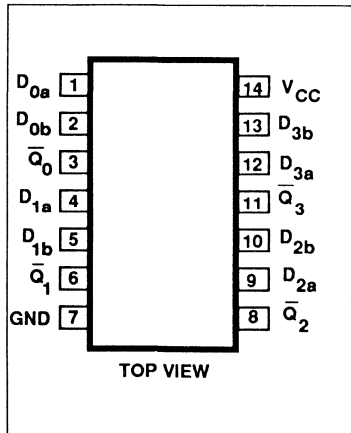 D0a 1 14 VCC
D0b 2 13 D3b
Q̅0 3 12 D3a
D1a 4 11 Q̅3
D1b 5 10 D2b
Q̅1 6 9 D2a
GND 7 8 Q̅2
TOP VIEW